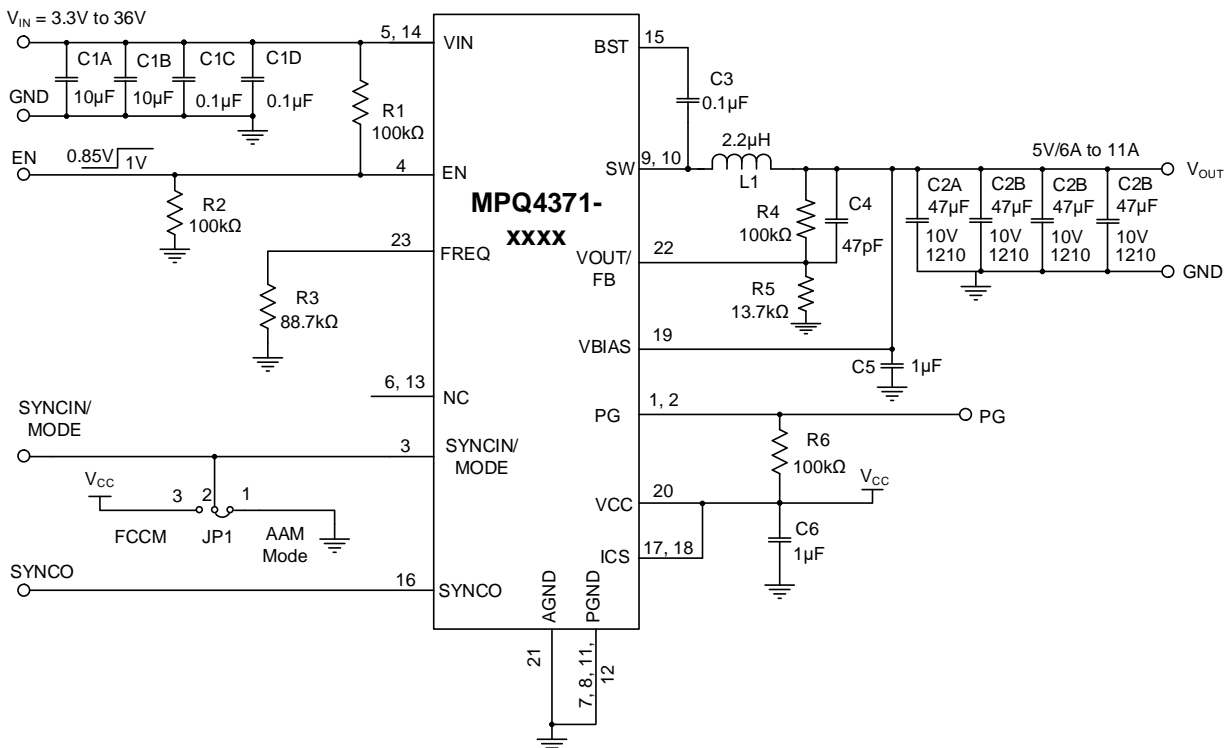 VIN = 3.3V to 36V
C1A
C1B
C1C
C1D
10µF
10µF
0.1µF
0.1µF
GND
R1
100kΩ
EN
0.85V
1V
R2
100kΩ
R3
88.7kΩ
SYNCIN/
MODE
VCC
3
2
1
FCCM
JP1
AAM
Mode
SYNCO
5, 14
VIN
4
EN
23
FREQ
6, 13
NC
3
SYNCIN/
MODE
16
SYNCO
MPQ4371-
xxxx
AGND
PGND
21
7, 8, 11,
12
BST
15
SW
9, 10
VOUT/
FB
22
VBIAS
19
PG
1, 2
VCC
20
ICS
17, 18
C3
0.1µF
2.2µH
L1
R4
100kΩ
C4
47pF
R5
13.7kΩ
C5
1µF
5V/6A to 11A
VOUT
C2A
C2B
C2B
C2B
47µF
47µF
47µF
47µF
10V
10V
10V
10V
1210
1210
1210
1210
GND
PG
R6
100kΩ
VCC
C6
1µF